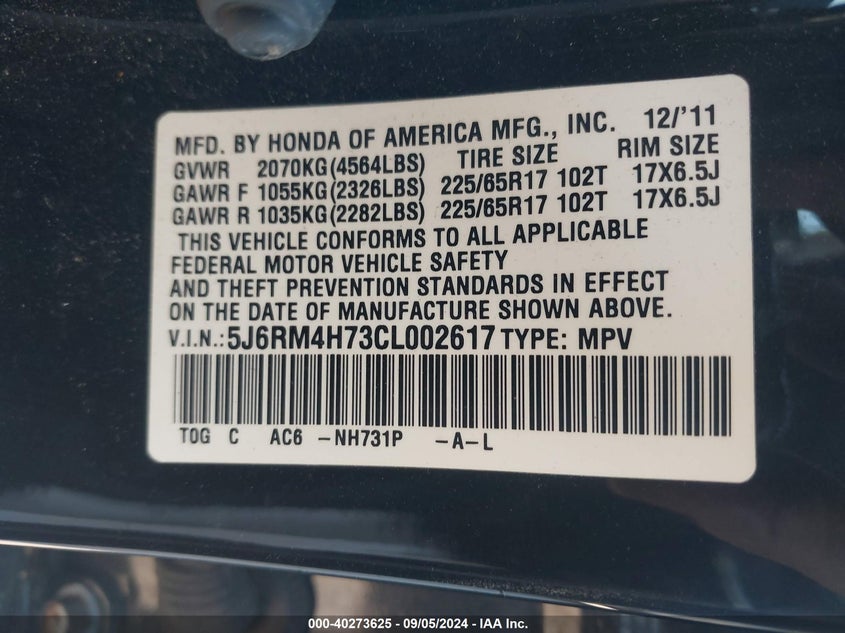 MFD. BY HONDA OF AMERICA MFG., INC. 12/'11
GVWR 2070KG(4564LBS) TIRE SIZE RIM SIZE
GAWR F 1055KG(2326LBS) 225/65R17 102T 17X6.5J
GAWR R 1035KG(2282LBS) 225/65R17 102T 17X6.5J
THIS VEHICLE CONFORMS TO ALL APPLICABLE
FEDERAL MOTOR VEHICLE SAFETY
AND THEFT PREVENTION STANDARDS IN EFFECT
ON THE DATE OF MANUFACTURE SHOWN ABOVE.
V.I.N.:5J6RM4H73CL002617 TYPE: MPV
T0G C AC6 -NH731P -A-L
000-40273625 - 09/05/2024 - IAA Inc.